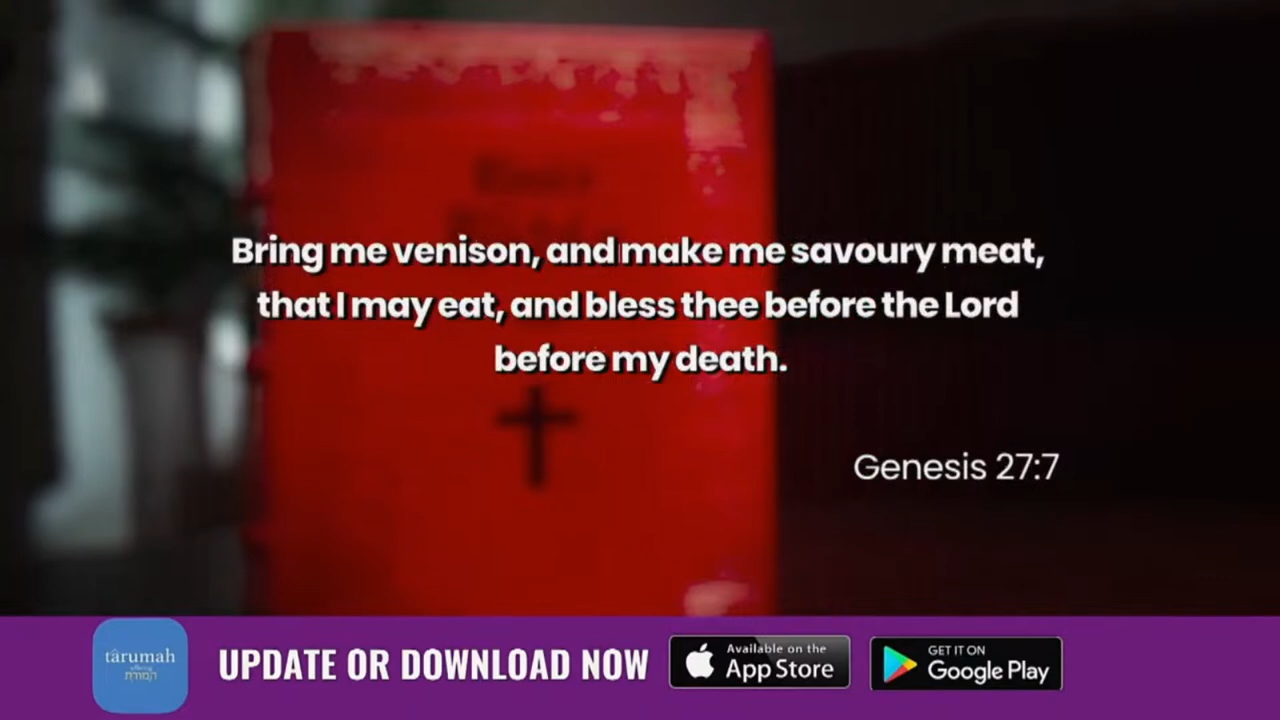 Bring me venison, and make me savoury meat,
that I may eat, and bless thee before the Lord
before my death.
Genesis 27:7
târumah
offering
UPDATE OR DOWNLOAD NOW
Available on the
App Store
GET IT ON
Google Play